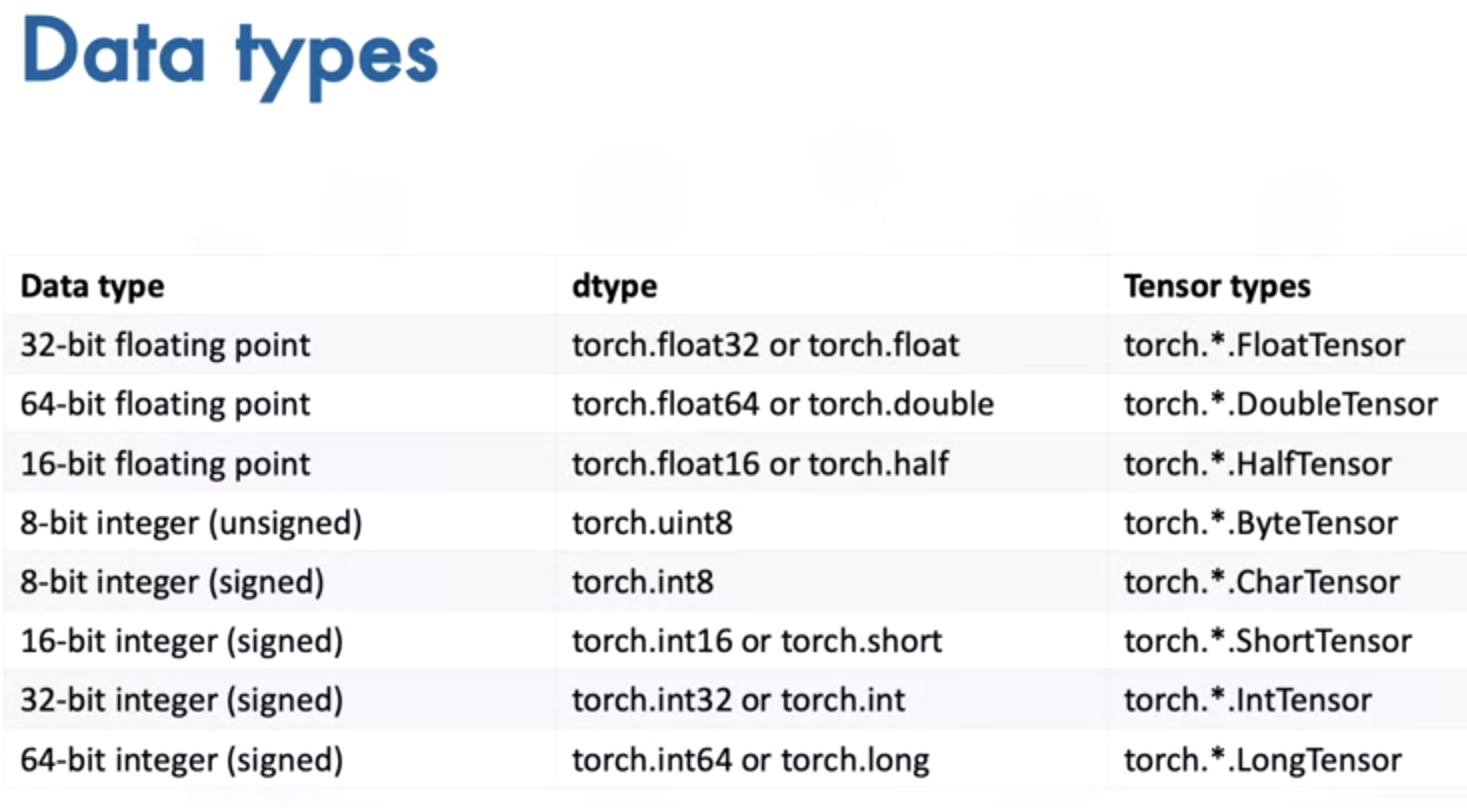 Data types
Data type dtype Tensor types
32-bit floating point torch.float32 or torch.float torch.*.FloatTensor
64-bit floating point torch.float64 or torch.double torch.*.DoubleTensor
16-bit floating point torch.float16 or torch.half torch.*.HalfTensor
8-bit integer (unsigned) torch.uint8 torch.*.ByteTensor
8-bit integer (signed) torch.int8 torch.*.CharTensor
16-bit integer (signed) torch.int16 or torch.short torch.*.ShortTensor
32-bit integer (signed) torch.int32 or torch.int torch.*.IntTensor
64-bit integer (signed) torch.int64 or torch.long torch.*.LongTensor